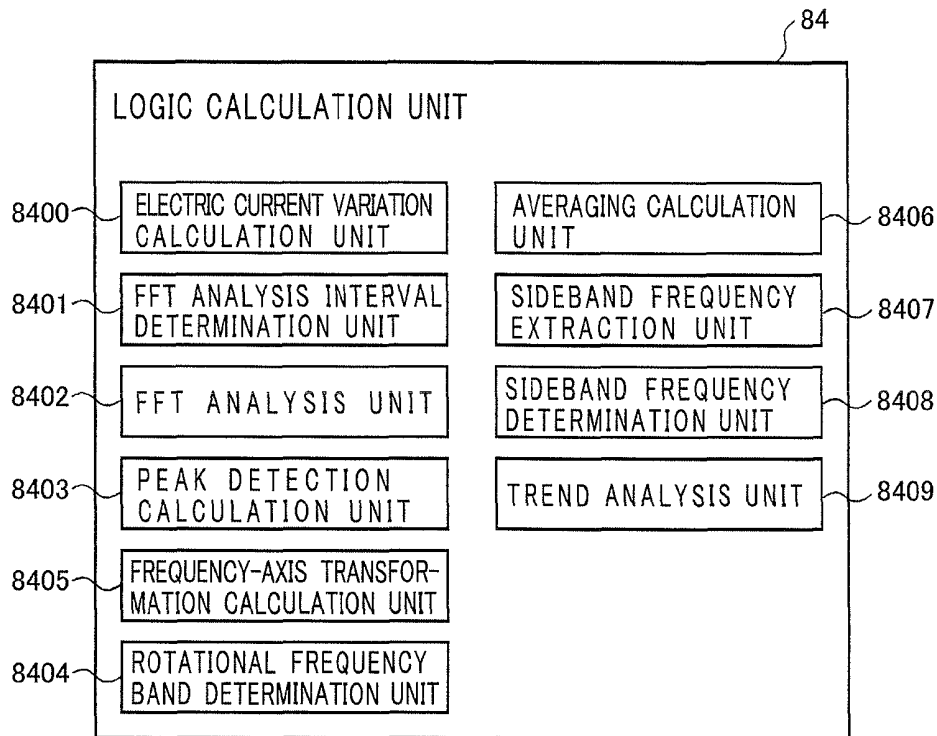 84
LOGIC CALCULATION UNIT
8400
ELECTRIC CURRENT VARIATION
CALCULATION UNIT
8401
FFT ANALYSIS INTERVAL
DETERMINATION UNIT
8402
FFT ANALYSIS UNIT
8403
PEAK DETECTION
CALCULATION UNIT
8405
FREQUENCY-AXIS TRANSFOR-
MATION CALCULATION UNIT
8404
ROTATIONAL FREQUENCY
BAND DETERMINATION UNIT
AVERAGING CALCULATION
UNIT
8406
SIDEBAND FREQUENCY
EXTRACTION UNIT
8407
SIDEBAND FREQUENCY
DETERMINATION UNIT
8408
TREND ANALYSIS UNIT
8409